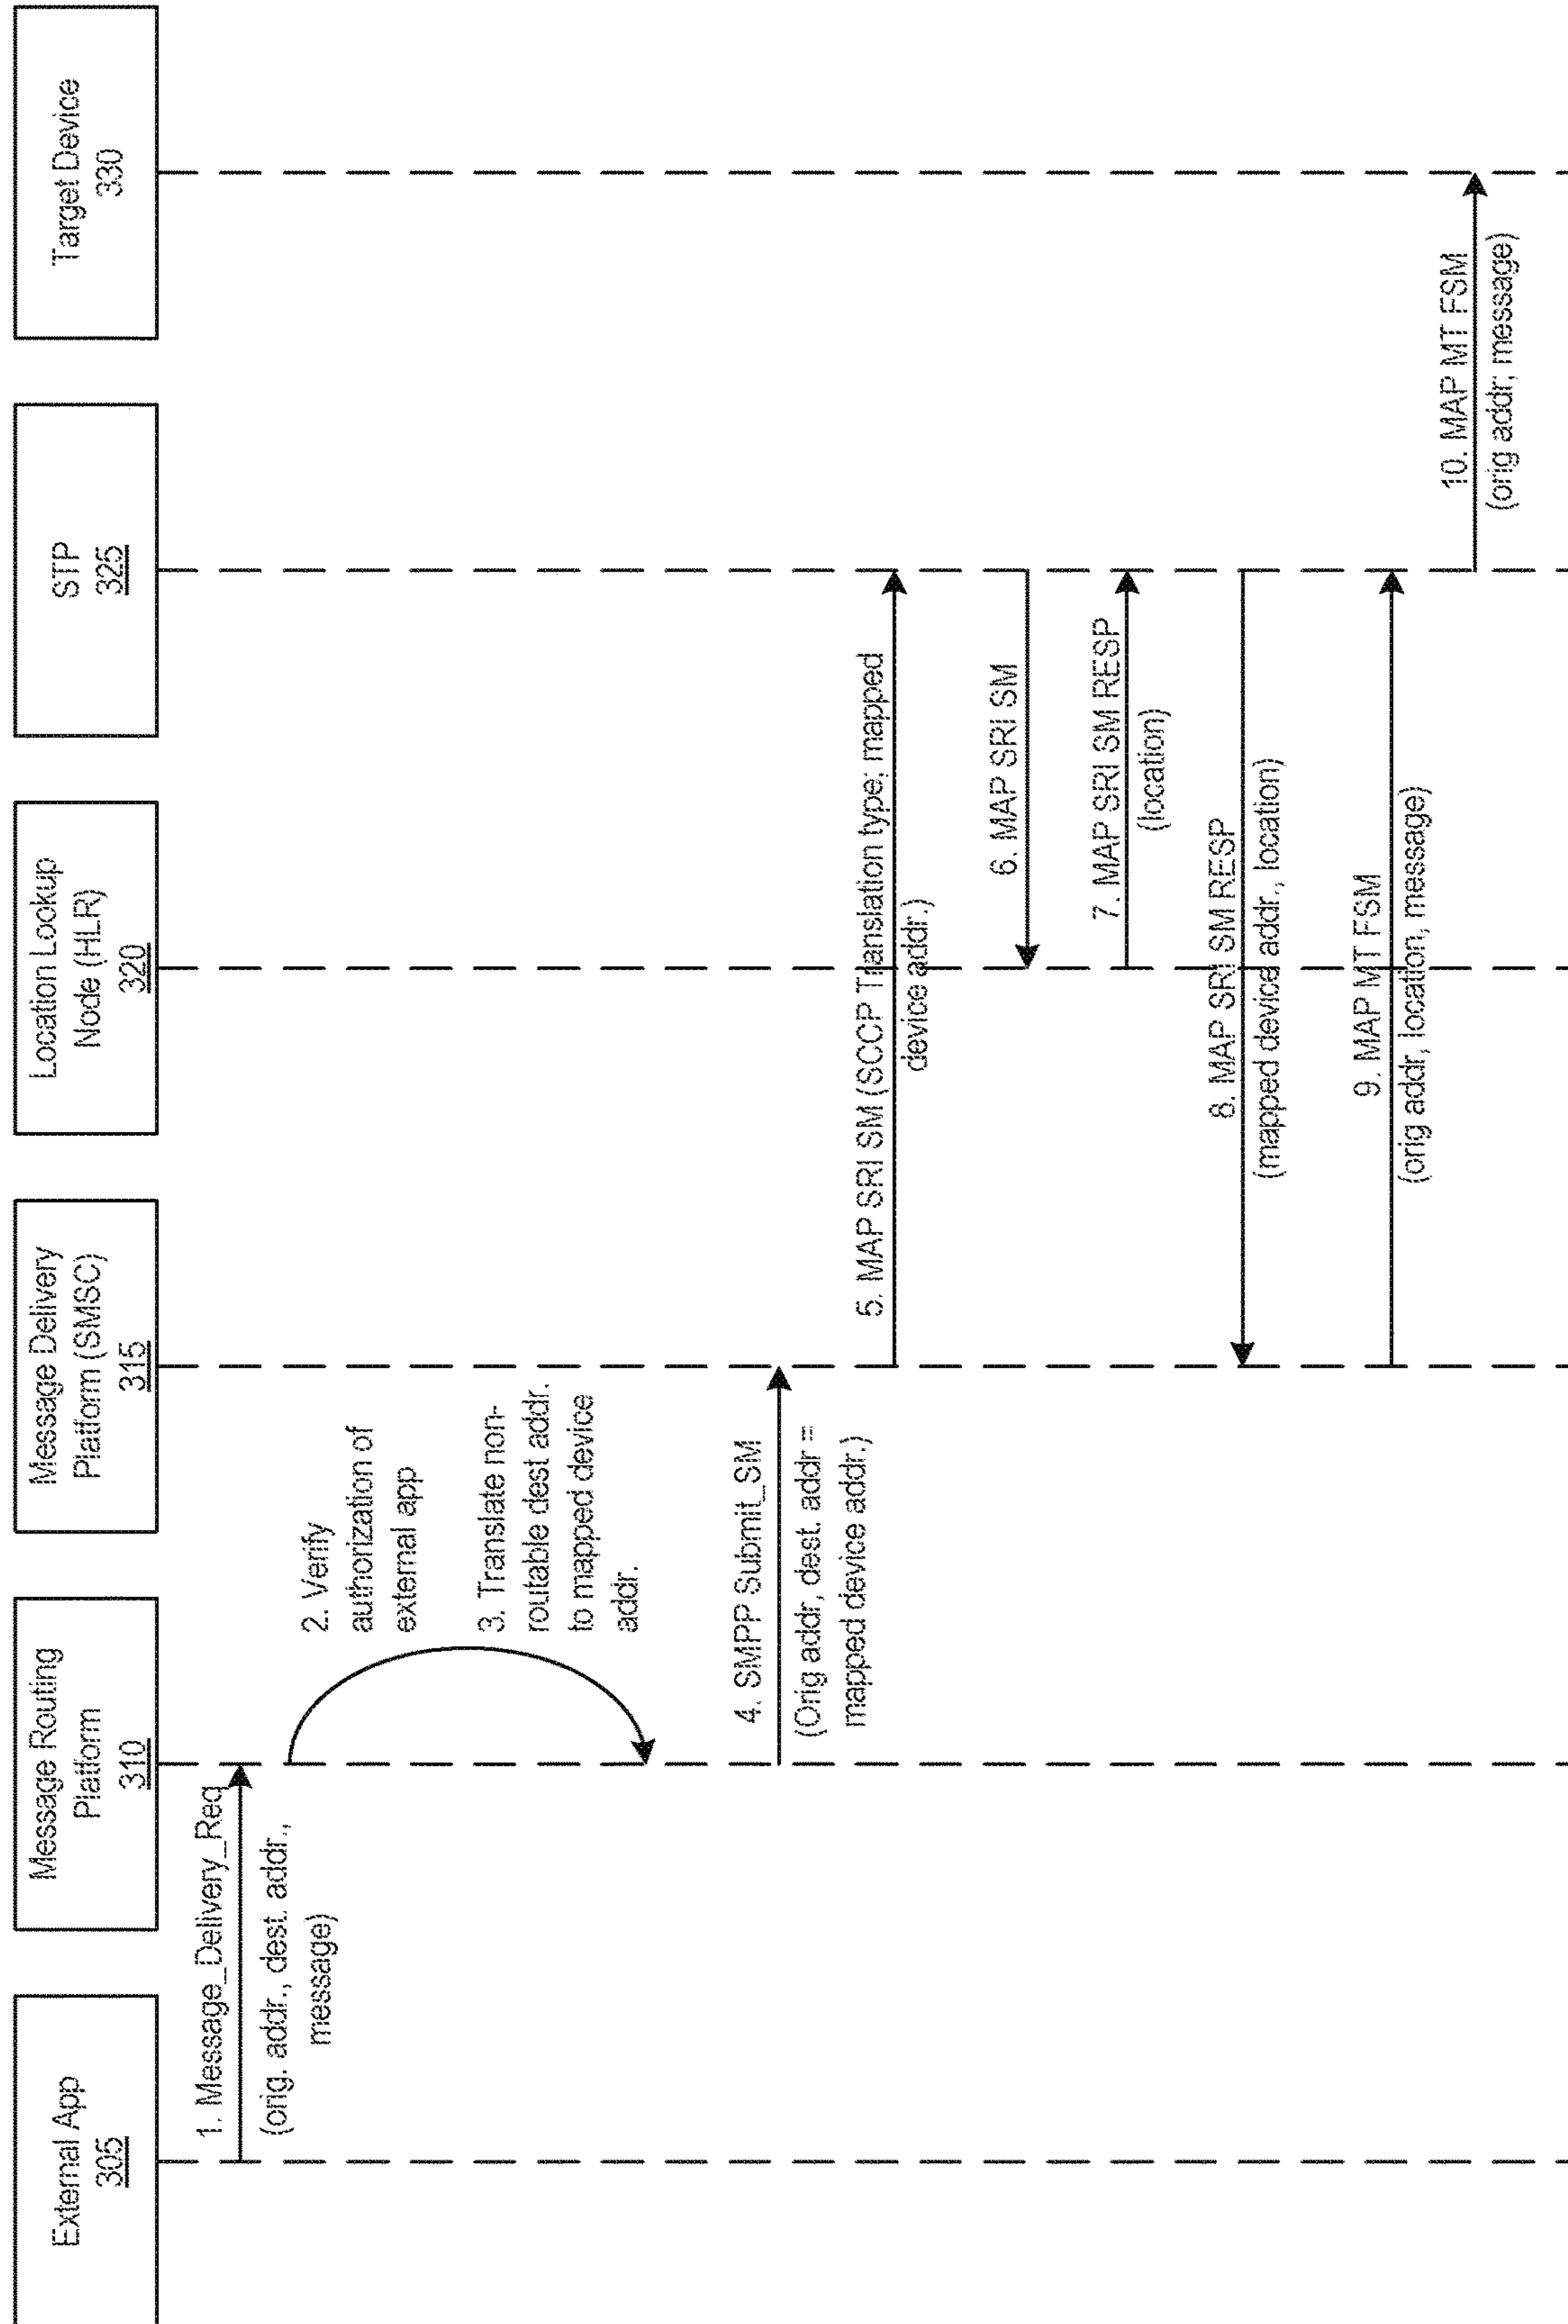 External App
305
Message Routing
Platform
310
Message Delivery
Platform (SMSC)
315
Location Lookup
Node (HLR)
320
STP
325
Target Device
330
1. Message_Delivery_Req
(orig. addr., dest. addr.,
message)
2. Verify
authorization of
external app
3. Translate non-
routable dest addr.
to mapped device
addr.
4. SMPP Submit_SM
(Orig addr, dest. addr =
mapped device addr.)
5. MAP SRI SM (SCCP Translation type; mapped
device addr.)
6. MAP SRI SM
7. MAP SRI SM RESP
(location)
8. MAP SRI SM RESP
(mapped device addr., location)
9. MAP MT FSM
(orig addr, location, message)
10. MAP MT FSM
(orig addr, message)